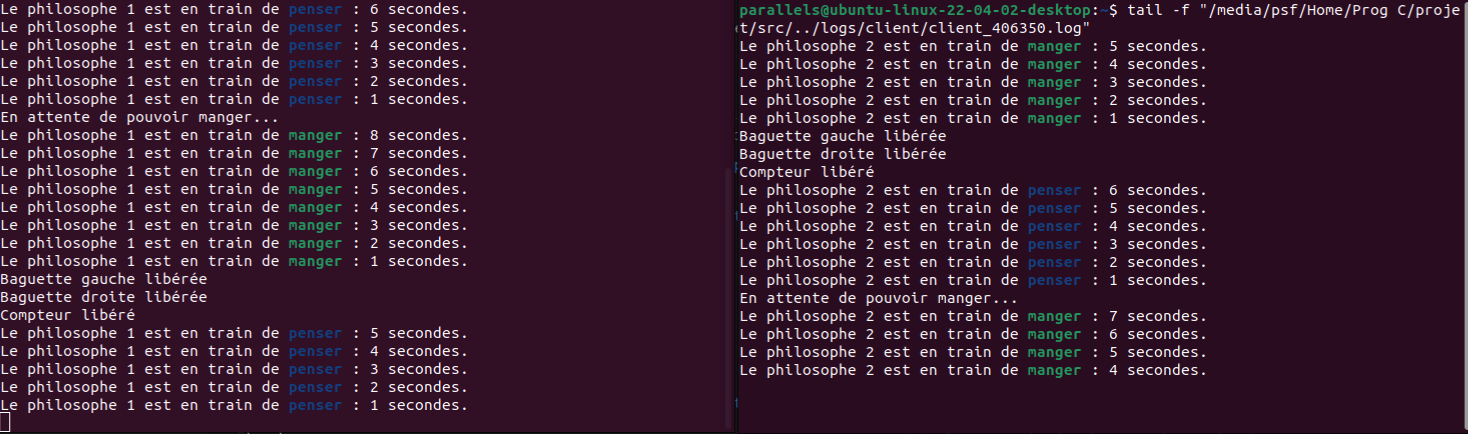 Le philosophe 1 est en train de penser : 6 secondes.
Le philosophe 1 est en train de penser : 5 secondes.
Le philosophe 1 est en train de penser : 4 secondes.
Le philosophe 1 est en train de penser : 3 secondes.
Le philosophe 1 est en train de penser : 2 secondes.
Le philosophe 1 est en train de penser : 1 secondes.
En attente de pouvoir manger...
Le philosophe 1 est en train de manger : 8 secondes.
Le philosophe 1 est en train de manger : 7 secondes.
Le philosophe 1 est en train de manger : 6 secondes.
Le philosophe 1 est en train de manger : 5 secondes.
Le philosophe 1 est en train de manger : 4 secondes.
Le philosophe 1 est en train de manger : 3 secondes.
Le philosophe 1 est en train de manger : 2 secondes.
Le philosophe 1 est en train de manger : 1 secondes.
Baguette gauche libérée
Baguette droite libérée
Compteur libéré
Le philosophe 1 est en train de penser : 5 secondes.
Le philosophe 1 est en train de penser : 4 secondes.
Le philosophe 1 est en train de penser : 3 secondes.
Le philosophe 1 est en train de penser : 2 secondes.
Le philosophe 1 est en train de penser : 1 secondes.
parallels@ubuntu-linux-22-04-02-desktop:~$ tail -f "/media/psf/Home/Prog C/proje
t/src/../logs/client/client_406350.log"
Le philosophe 2 est en train de manger : 5 secondes.
Le philosophe 2 est en train de manger : 4 secondes.
Le philosophe 2 est en train de manger : 3 secondes.
Le philosophe 2 est en train de manger : 2 secondes.
Le philosophe 2 est en train de manger : 1 secondes.
Baguette gauche libérée
Baguette droite libérée
Compteur libéré
Le philosophe 2 est en train de penser : 6 secondes.
Le philosophe 2 est en train de penser : 5 secondes.
Le philosophe 2 est en train de penser : 4 secondes.
Le philosophe 2 est en train de penser : 3 secondes.
Le philosophe 2 est en train de penser : 2 secondes.
Le philosophe 2 est en train de penser : 1 secondes.
En attente de pouvoir manger...
Le philosophe 2 est en train de manger : 7 secondes.
Le philosophe 2 est en train de manger : 6 secondes.
Le philosophe 2 est en train de manger : 5 secondes.
Le philosophe 2 est en train de manger : 4 secondes.